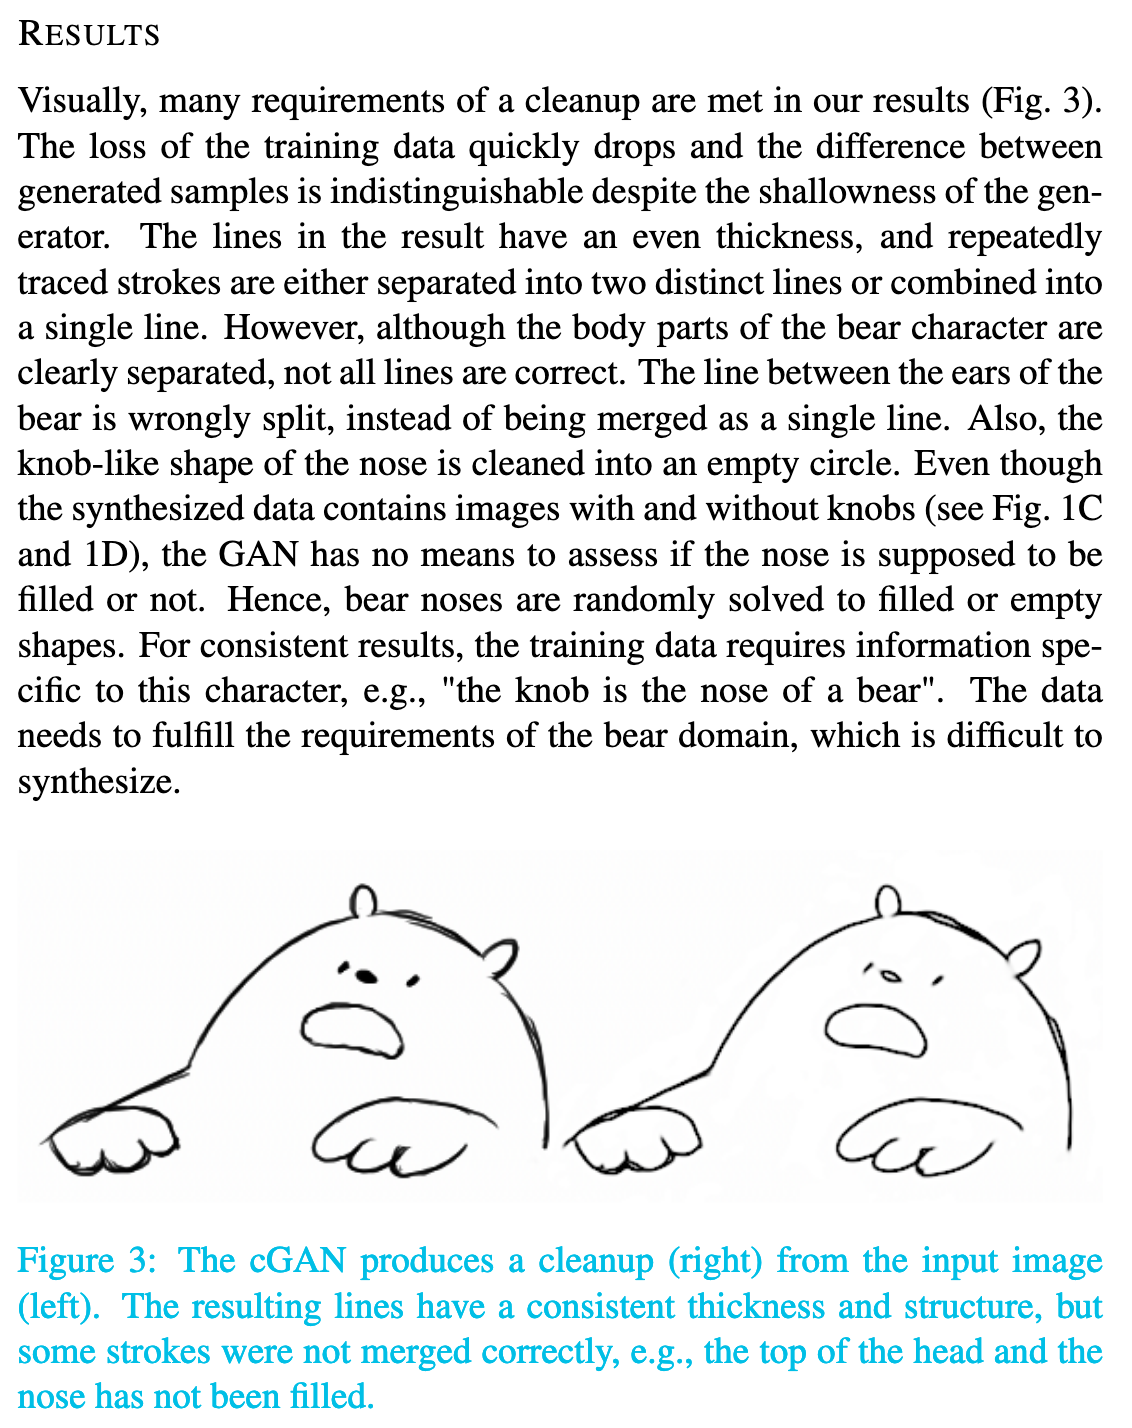 RESULTS
Visually, many requirements of a cleanup are met in our results (Fig. 3).
The loss of the training data quickly drops and the difference between
generated samples is indistinguishable despite the shallowness of the gen-
erator. The lines in the result have an even thickness, and repeatedly
traced strokes are either separated into two distinct lines or combined into
a single line. However, although the body parts of the bear character are
clearly separated, not all lines are correct. The line between the ears of the
bear is wrongly split, instead of being merged as a single line. Also, the
knob-like shape of the nose is cleaned into an empty circle. Even though
the synthesized data contains images with and without knobs (see Fig. 1C
and 1D), the GAN has no means to assess if the nose is supposed to be
filled or not. Hence, bear noses are randomly solved to filled or empty
shapes. For consistent results, the training data requires information spe-
cific to this character, e.g., "the knob is the nose of a bear". The data
needs to fulfill the requirements of the bear domain, which is difficult to
synthesize.
Figure 3: The cGAN produces a cleanup (right) from the input image
(left). The resulting lines have a consistent thickness and structure, but
some strokes were not merged correctly, e.g., the top of the head and the
nose has not been filled.